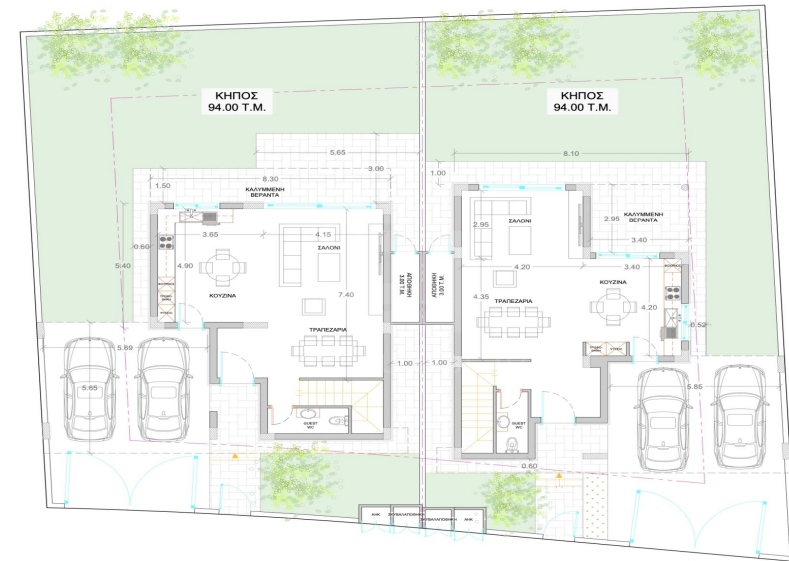 ΚΗΠΟΣ
94.00 Τ.Μ.
ΚΗΠΟΣ
94.00 Τ.Μ.
5.65
3.00
8.10
1.00
8.30
1.50
ΚΑΛΥΜΜΕΝΗ
ΒΕΡΑΝΤΑ
3.65
4.15
ΣΑΛΟΝΙ
0.60
5.40
4.90
ΚΟΥΖΙΝΑ
7.40
ΤΡΑΠΕΖΑΡΙΑ
ΑΠΟΘΗΚΗ
3.00 Τ.Μ.
ΑΠΟΘΗΚΗ
3.00 Τ.Μ.
2.95
ΣΑΛΟΝΙ
2.95
ΚΑΛΥΜΜΕΝΗ
ΒΕΡΑΝΤΑ
3.40
4.20
3.40
ΚΟΥΖΙΝΑ
4.35
4.20
ΤΡΑΠΕΖΑΡΙΑ
0.52
5.89
5.65
1.00
1.00
5.85
GUEST
WC
GUEST
WC
0.60
ΑΗΚ
ΣΚΥΒΑΛΑΠΟΘΗΚΗ
ΣΚΥΒΑΛΑΠΟΘΗΚΗ
ΑΗΚ